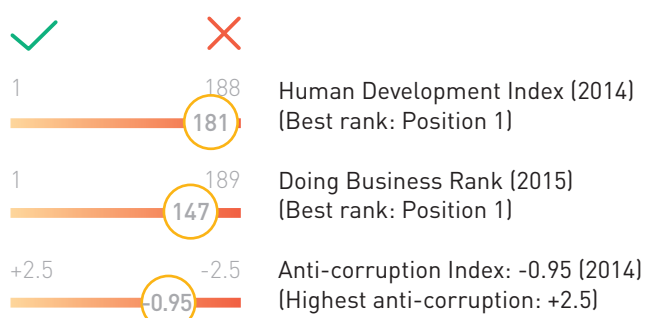 1 188 Human Development Index (2014)
181 (Best rank: Position 1)
1 189 Doing Business Rank (2015)
147 (Best rank: Position 1)
+2.5 -2.5 Anti-corruption Index: -0.95 (2014)
-0.95 (Highest anti-corruption: +2.5)